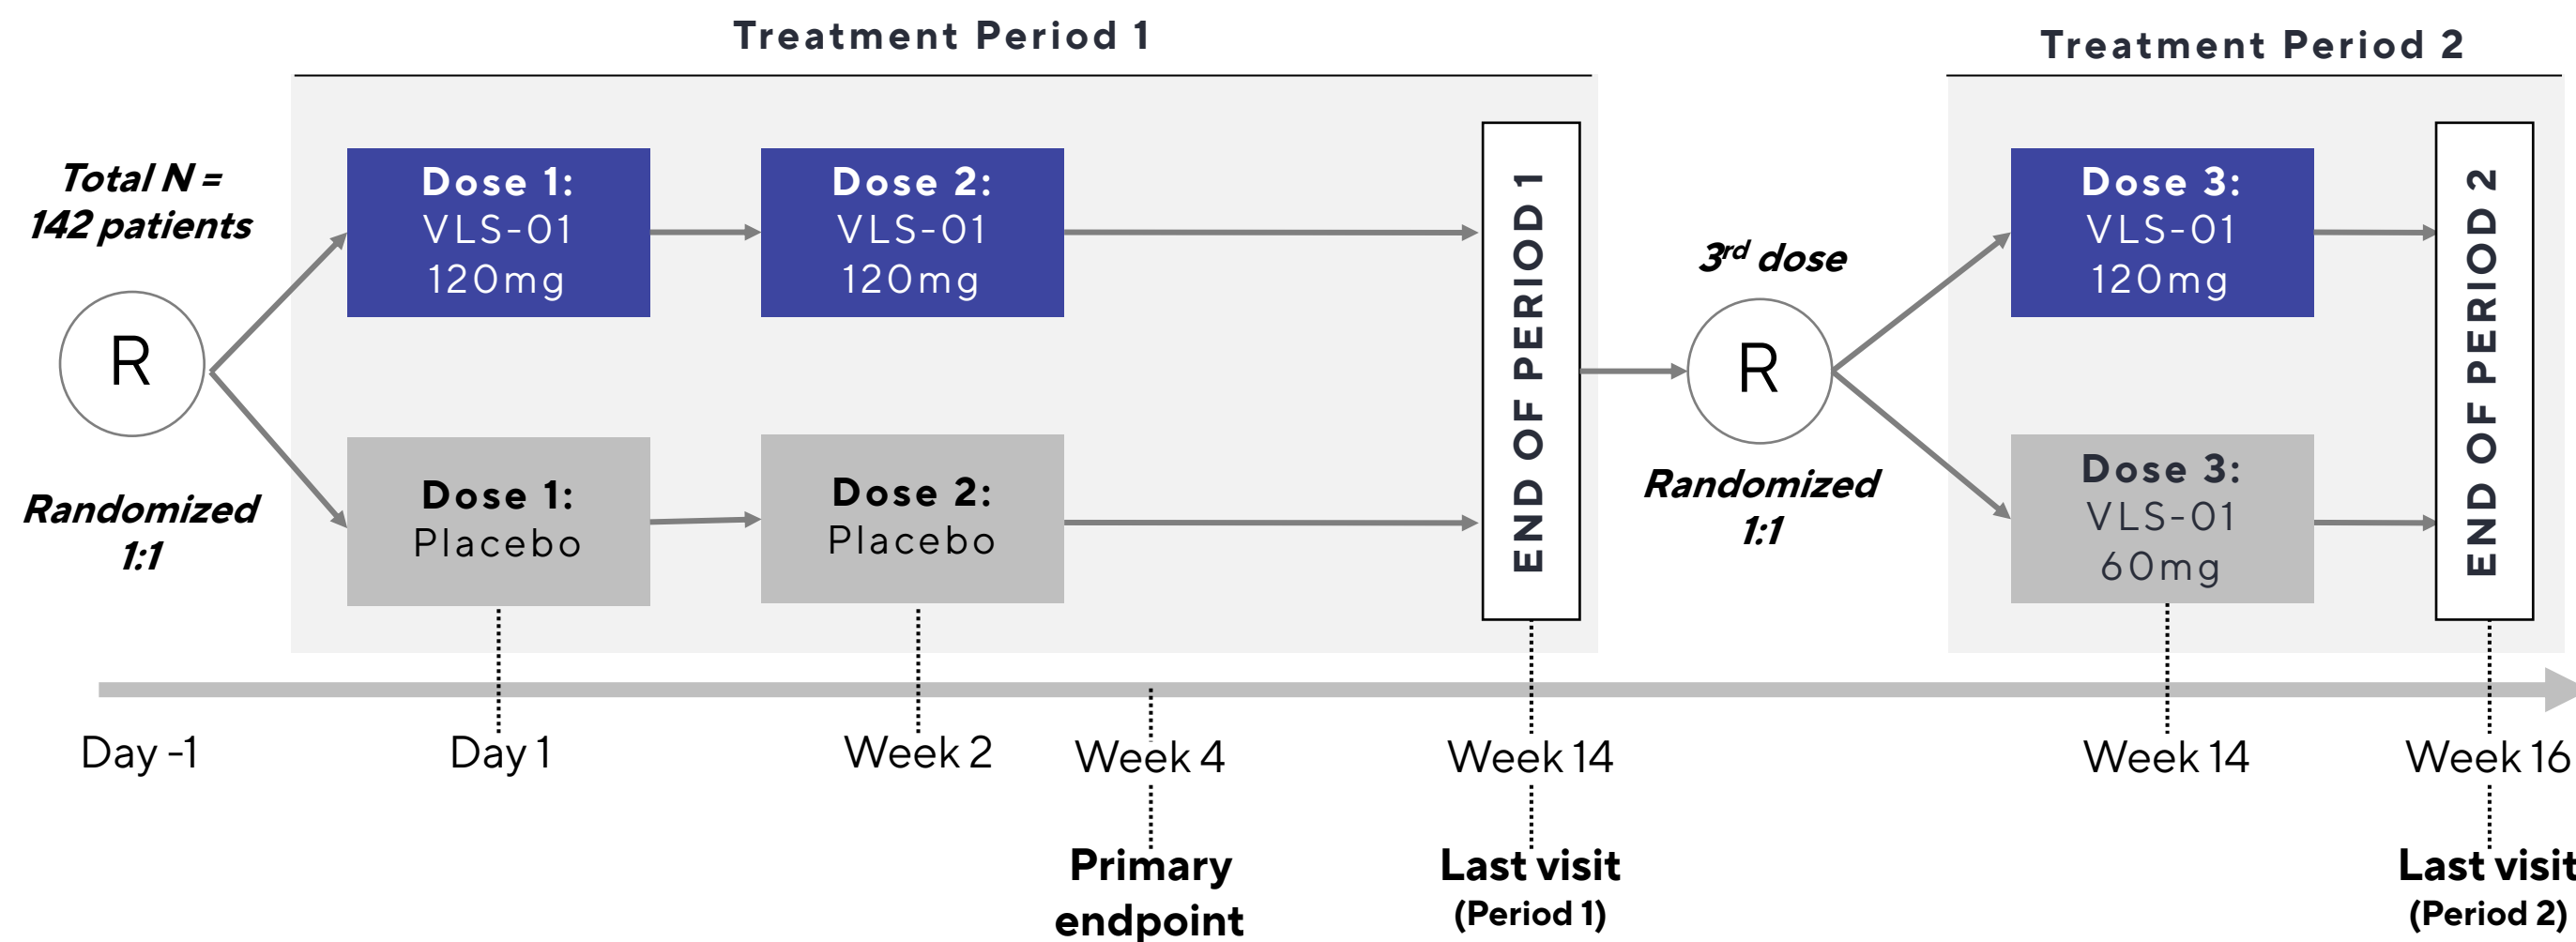 Treatment Period 1
Treatment Period 2
Total N =
142 patients
R
Randomized
1:1
Dose 1:
VLS-01
120mg
Dose 2:
VLS-01
120mg
Dose 1:
Placebo
Dose 2:
Placebo
END OF PERIOD 1
3rd dose
R
Randomized
1:1
Dose 3:
VLS-01
120mg
Dose 3:
VLS-01
60mg
END OF PERIOD 2
Day -1
Day 1
Week 2
Week 4
Week 14
Week 14
Week 16
Primary
endpoint
Last visit
(Period 1)
Last visit
(Period 2)